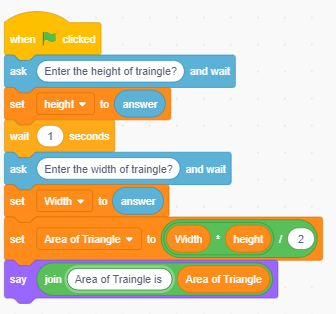 when clicked
ask Enter the height of traingle? and wait
set height to answer
wait 1 seconds
ask Enter the width of traingle? and wait
set Width to answer
set Area of Triangle to Width * height / 2
say join Area of Traingle is Area of Triangle